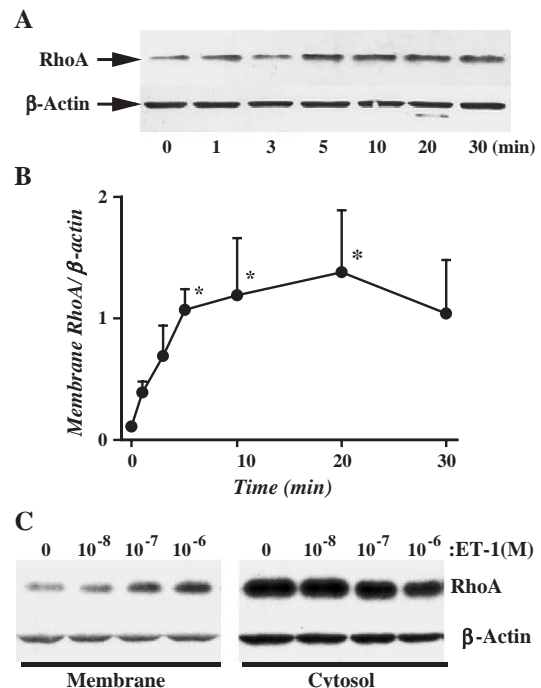 A
RhoA
β-Actin
0 1 3 5 10 20 30 (min)
B
Membrane RhoA/ β-actin
2
1
0
* * *
0 10 20 30
Time (min)
C
0 10⁻⁸ 10⁻⁷ 10⁻⁶ 0 10⁻⁸ 10⁻⁷ 10⁻⁶ :ET-1(M)
RhoA
β-Actin
Membrane Cytosol